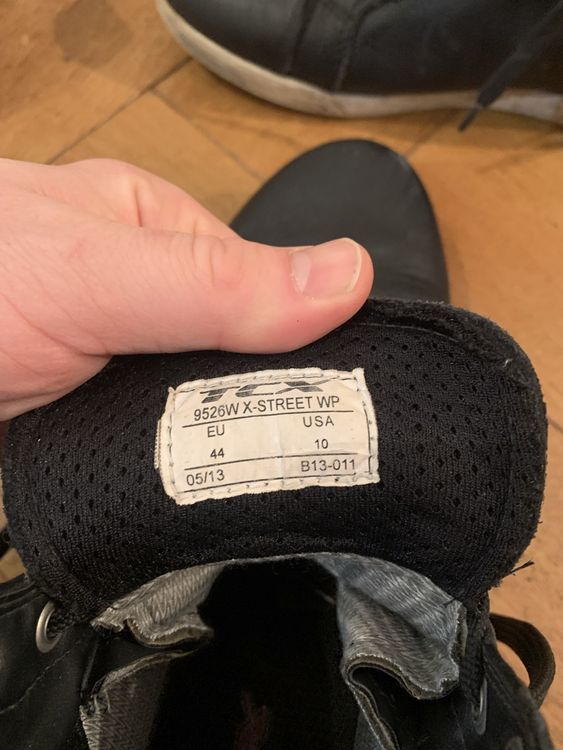 TCX
9526W X-STREET WP
EU USA
44 10
05/13 B13-011